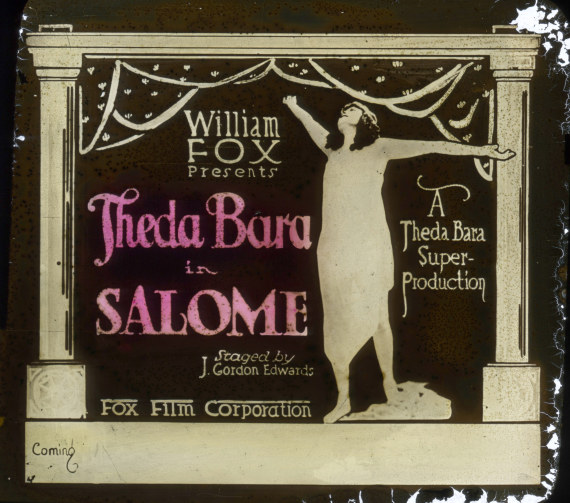 William
FOX
Presents
Theda Bara
in
SALOME
Staged by
J. Gordon Edwards
FOX FILM CORPORATION
A
Theda Bara
Super-
Production
Coming